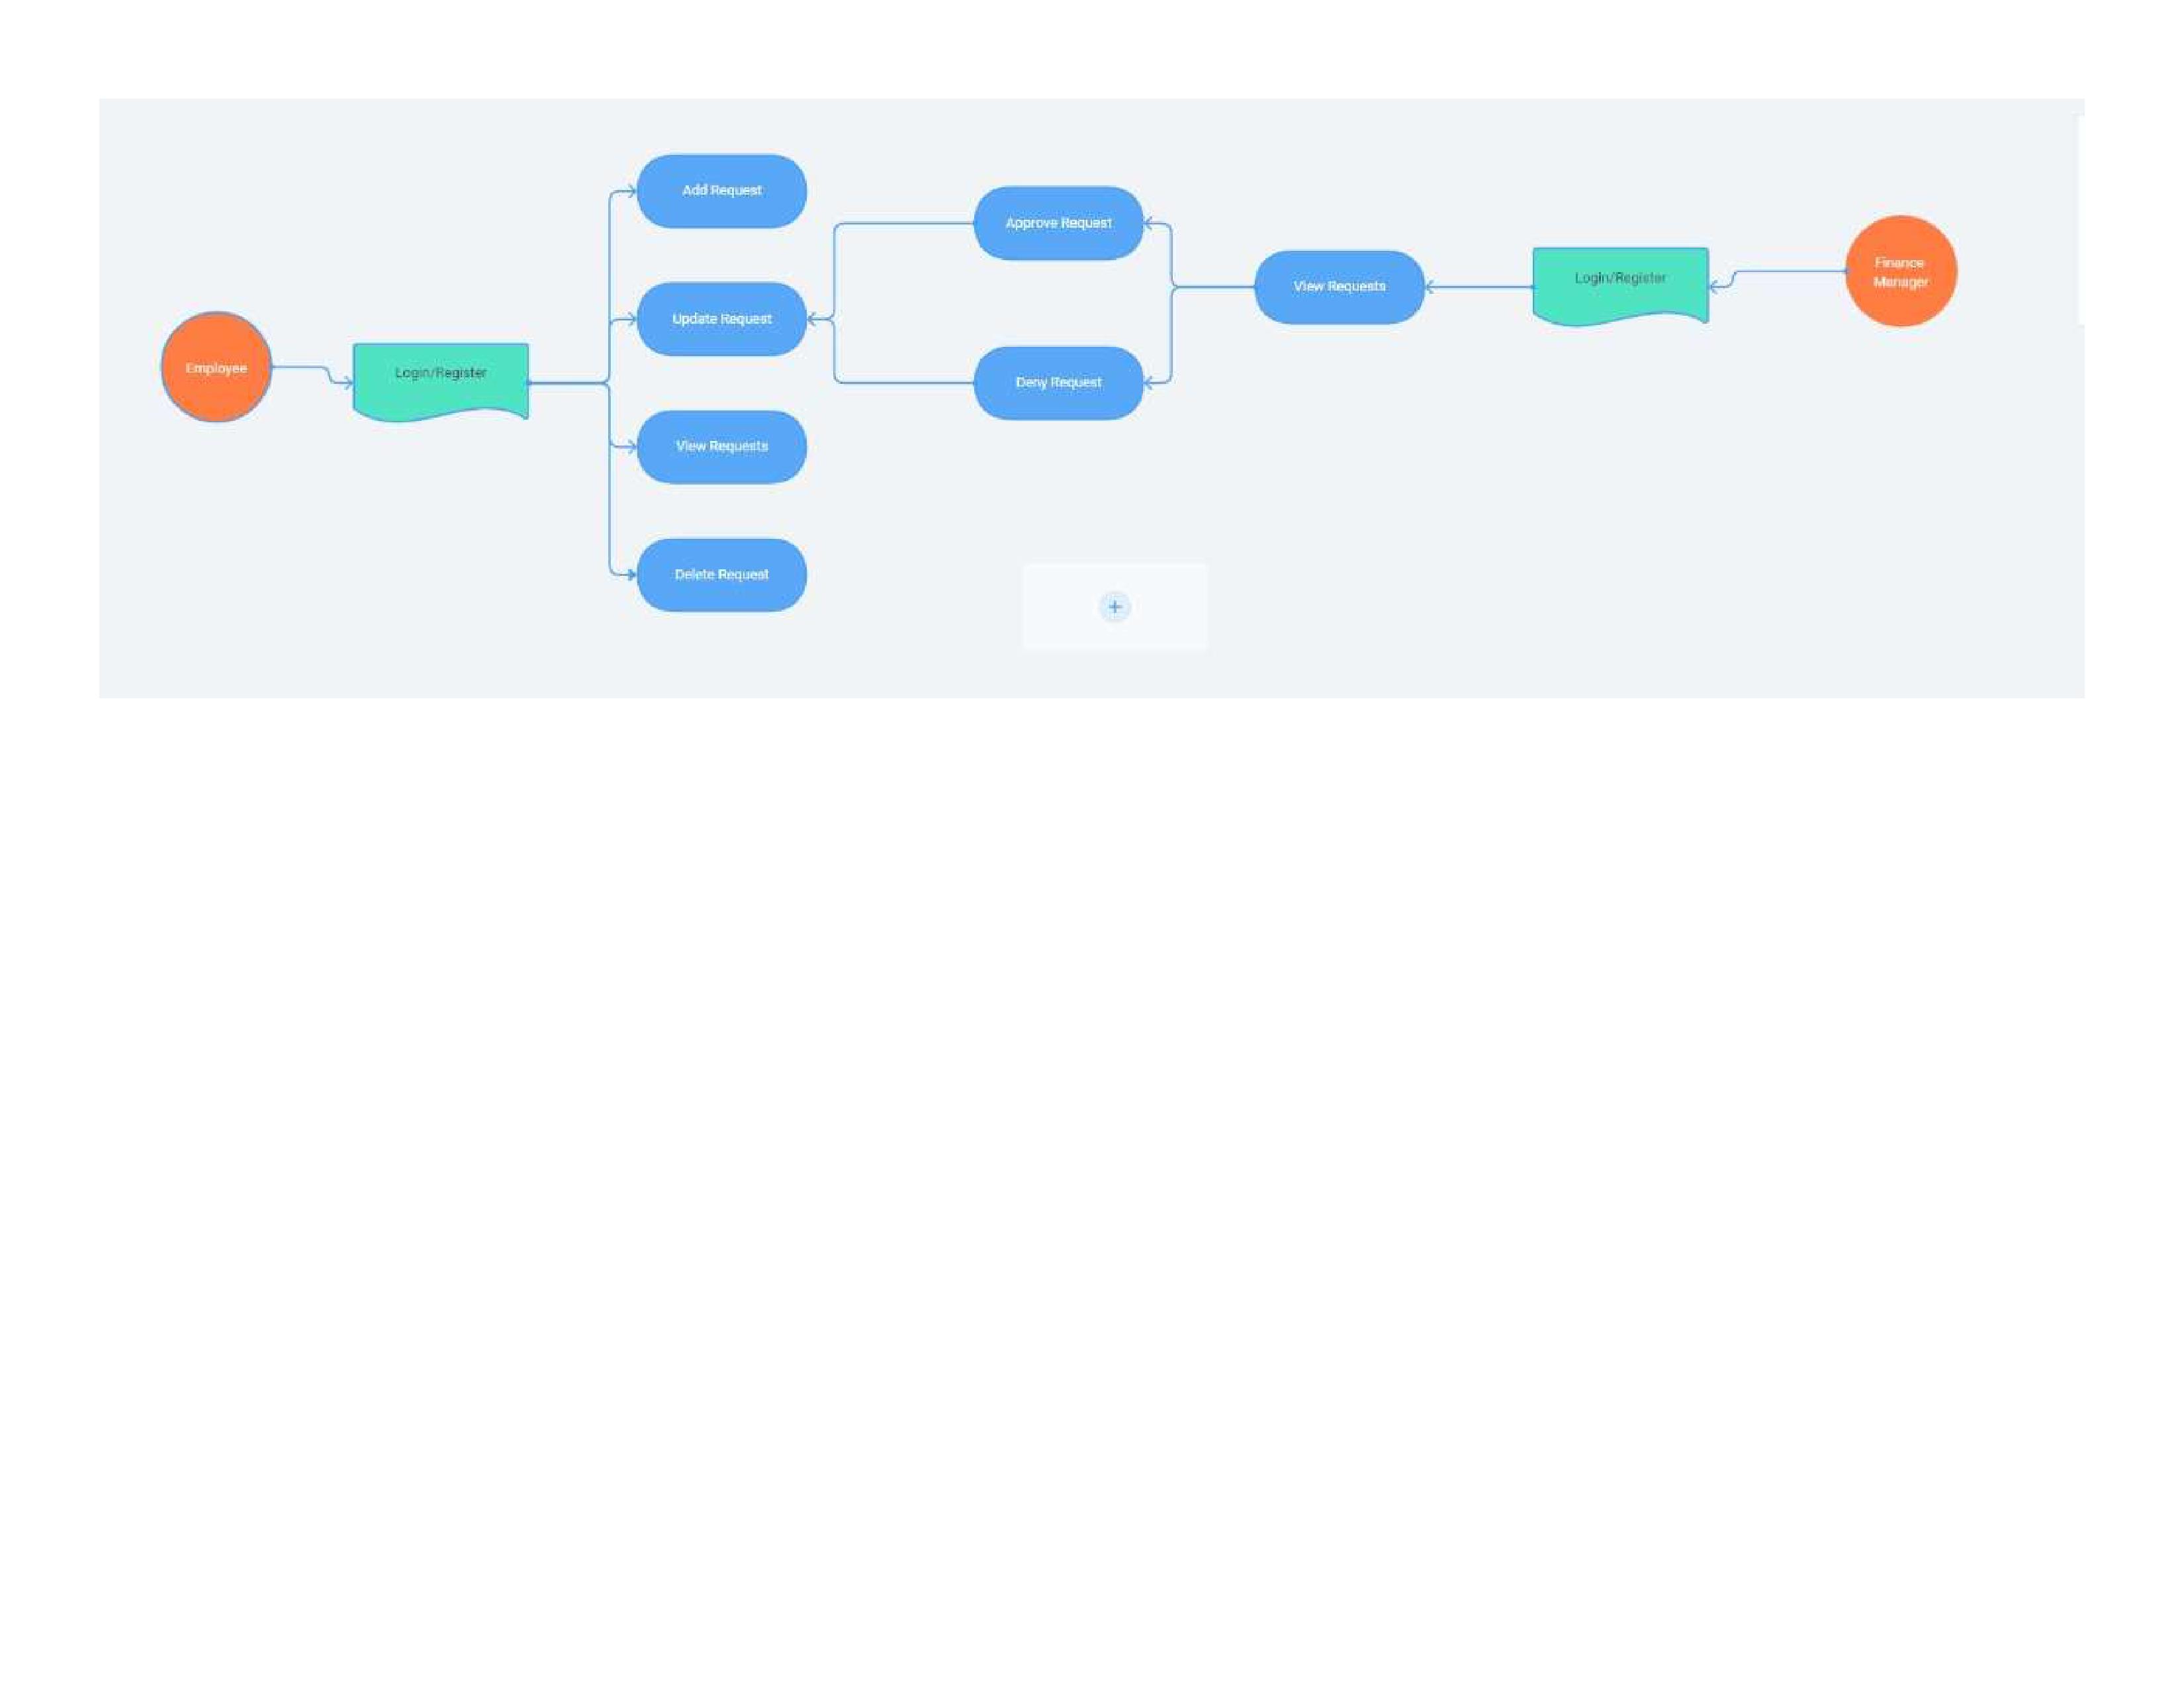 Add Request
Approve Request
Finance
Manager
Login/Register
View Requests
Update Request
Employee
Login/Register
Deny Request
View Requests
Delete Request
+